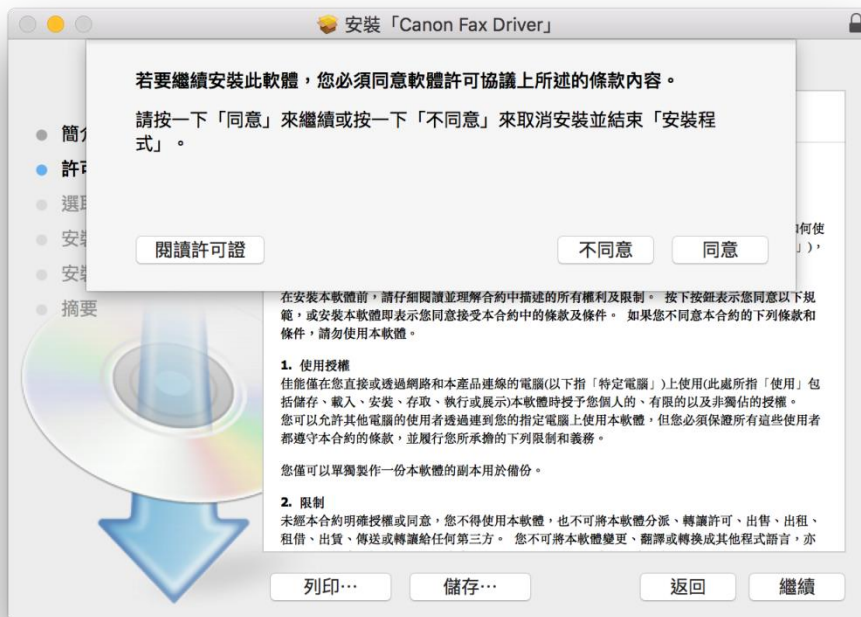 安裝「Canon Fax Driver」
若要繼續安裝此軟體，您必須同意軟體許可協議上所述的條款內容。
請按一下「同意」來繼續或按一下「不同意」來取消安裝並結束「安裝程
式」。
閱讀許可證
不同意
同意
簡介
許可
選取
安裝
安裝
摘要
何使
」)，
在安裝本軟體前，請仔細閱讀並理解合約中描述的所有權利及限制。 按下按鈕表示您同意以下規
範，或安裝本軟體即表示您同意接受本合約中的條款及條件。 如果您不同意本合約的下列條款和
條件，請勿使用本軟體。
1. 使用授權
佳能僅在您直接或透過網路和本產品連線的電腦(以下指「特定電腦」)上使用(此處所指「使用」包
括儲存、載入、安裝、存取、執行或展示)本軟體時授予您個人的、有限的以及非獨佔的授權。
您可以允許其他電腦的使用者透過連到您的指定電腦上使用本軟體，但您必須保證所有這些使用者
都遵守本合約的條款，並履行您所承擔的下列限制和義務。
您僅可以單獨製作一份本軟體的副本用於備份。
2. 限制
未經本合約明確授權或同意，您不得使用本軟體，也不可將本軟體分派、轉讓許可、出售、出租、
租借、出賃、傳送或轉讓給任何第三方。 您不可將本軟體變更、翻譯或轉換成其他程式語言，亦
列印⋯
儲存⋯
返回
繼續